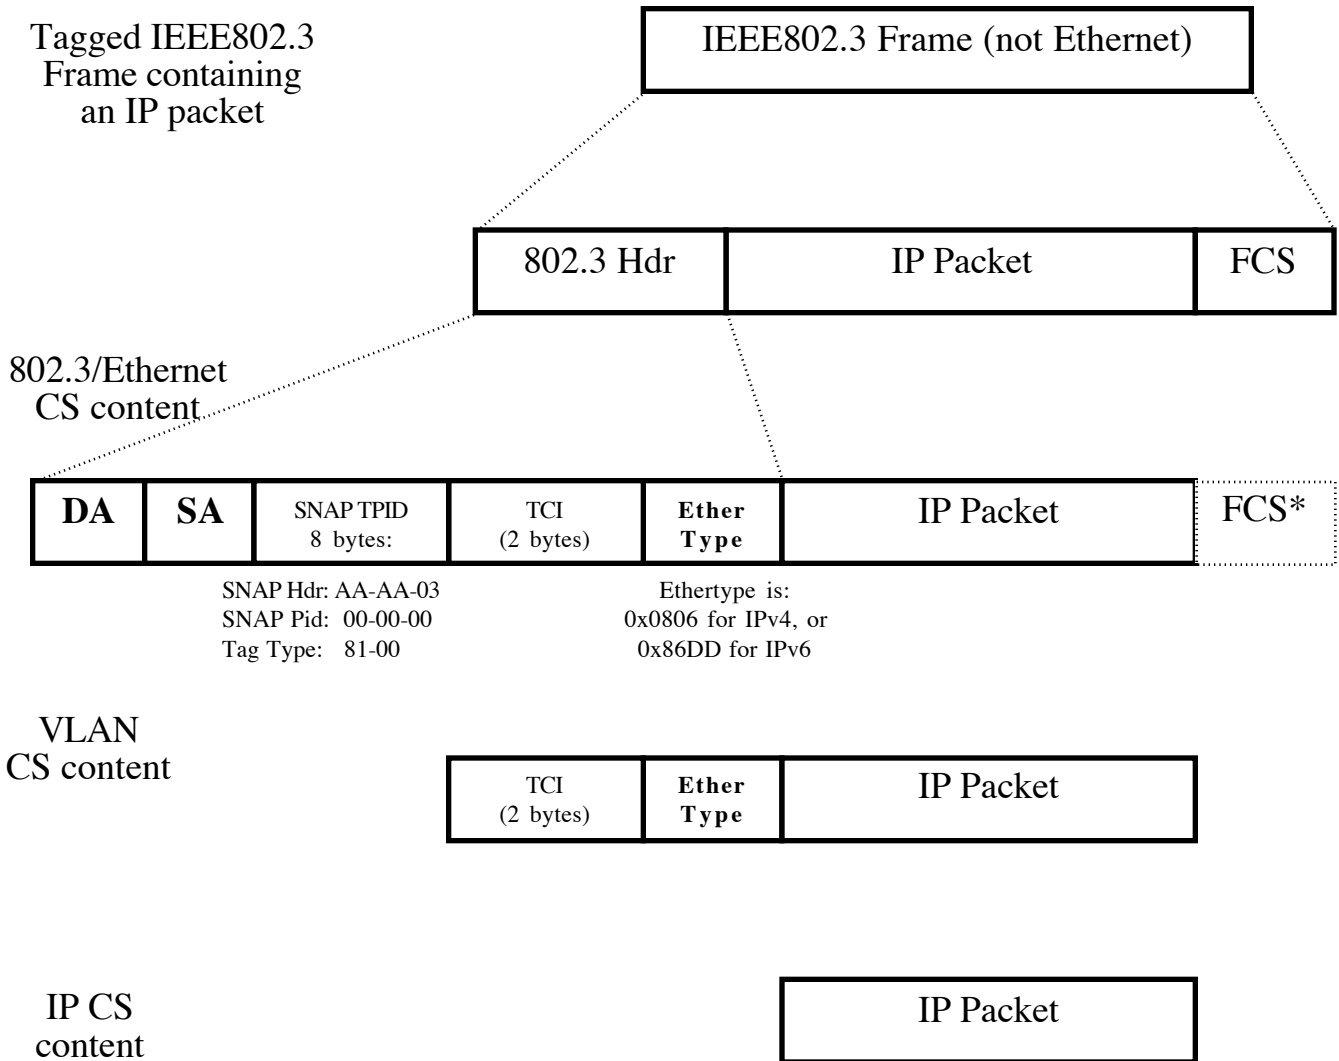 Tagged IEEE802.3
Frame containing
an IP packet
IEEE802.3 Frame (not Ethernet)
802.3 Hdr
IP Packet
FCS
802.3/Ethernet
CS content
DA
SA
SNAP TPID
8 bytes:
TCI
(2 bytes)
Ether
Type
IP Packet
FCS*
SNAP Hdr: AA-AA-03
SNAP Pid: 00-00-00
Tag Type: 81-00
Ethertype is:
0x0806 for IPv4, or
0x86DD for IPv6
VLAN
CS content
TCI
(2 bytes)
Ether
Type
IP Packet
IP CS
content
IP Packet